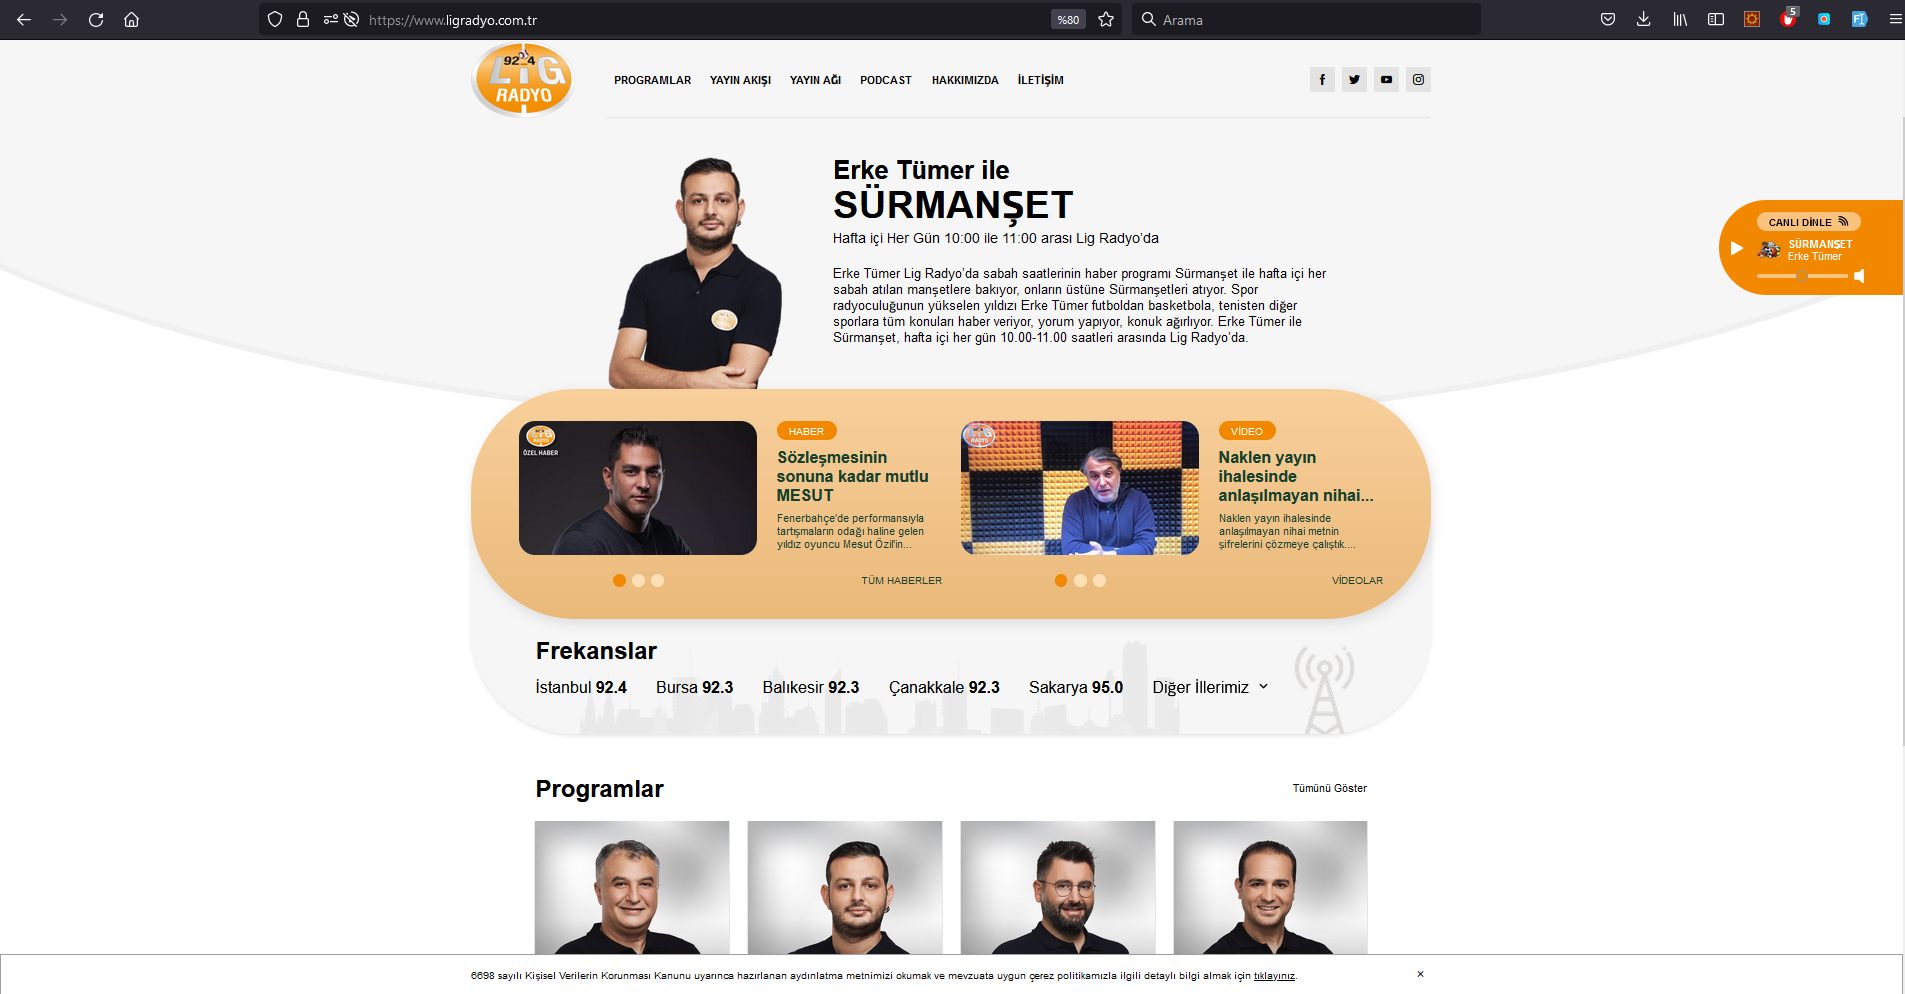 https://www.ligradyo.com.tr
%80
Arama
5
92.4
LiG
RADYO
PROGRAMLAR
YAYIN AKIŞI
YAYIN AĞI
PODCAST
HAKKIMIZDA
İLETİŞİM
Erke Tümer ile
SÜRMANŞET
Hafta içi Her Gün 10:00 ile 11:00 arası Lig Radyo'da
Erke Tümer Lig Radyo'da sabah saatlerinin haber programı Sürmanşet ile hafta içi her
sabah atılan manşetlere bakıyor, onların üstüne Sürmanşetleri atıyor. Spor
radyoculuğunun yükselen yıldızı Erke Tümer futboldan basketbola, tenisten diğer
sporlara tüm konuları haber veriyor, yorum yapıyor, konuk ağırlıyor. Erke Tümer ile
Sürmanşet, hafta içi her gün 10.00-11.00 saatleri arasında Lig Radyo'da.
CANLI DİNLE
SÜRMANŞET
Erke Tümer
LiG
RADYO
ÖZEL HABER
HABER
Sözleşmesinin
sonuna kadar mutlu
MESUT
Fenerbahçe'de performansıyla
tartışmaların odağı haline gelen
yıldız oyuncu Mesut Özil'in...
TÜM HABERLER
LiG
RADYO
VİDEO
Naklen yayın
ihalesinde
anlaşılmayan nihai...
Naklen yayın ihalesinde
anlaşılmayan nihai metnin
şifrelerini çözmeye çalıştık....
VİDEOLAR
Frekanslar
İstanbul 92.4
Bursa 92.3
Balıkesir 92.3
Çanakkale 92.3
Sakarya 95.0
Diğer İllerimiz
Programlar
Tümünü Göster
6698 sayılı Kişisel Verilerin Korunması Kanunu uyarınca hazırlanan aydınlatma metnimizi okumak ve mevzuata uygun çerez politikamızla ilgili detaylı bilgi almak için tıklayınız.